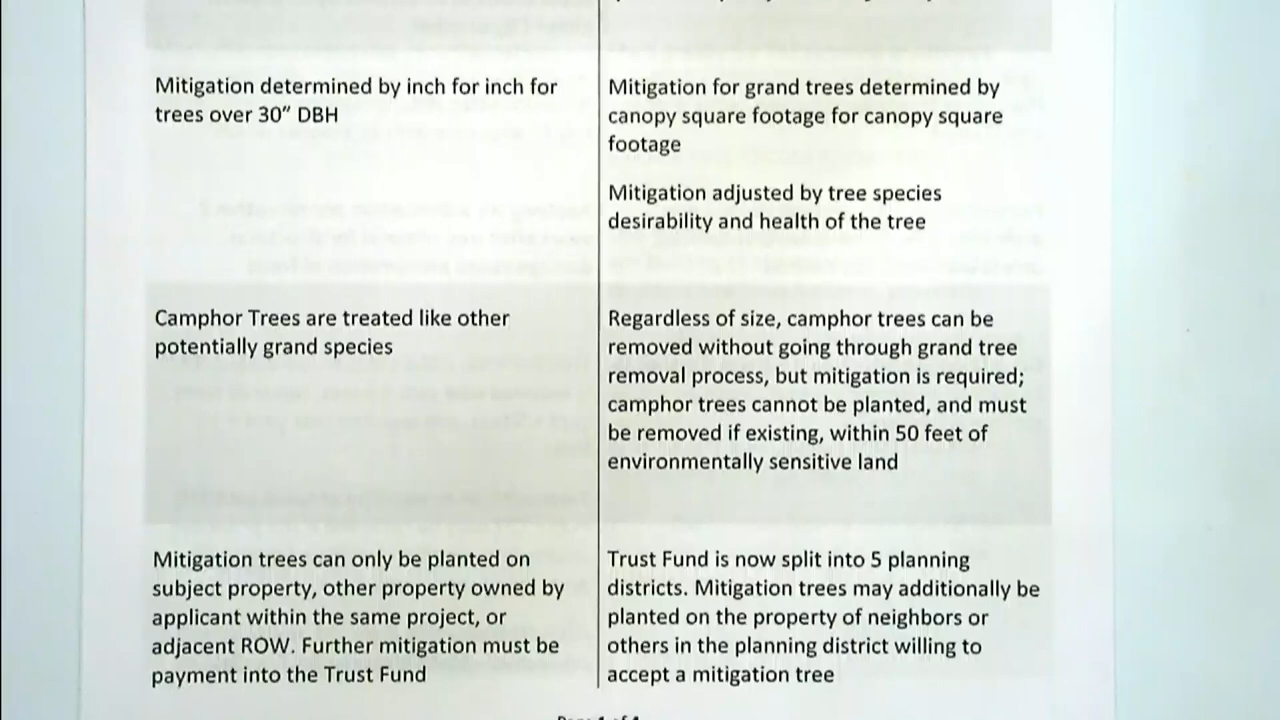 Mitigation determined by inch for inch for
trees over 30” DBH
Mitigation for grand trees determined by
canopy square footage for canopy square
footage
Mitigation adjusted by tree species
desirability and health of the tree
Camphor Trees are treated like other
potentially grand species
Regardless of size, camphor trees can be
removed without going through grand tree
removal process, but mitigation is required;
camphor trees cannot be planted, and must
be removed if existing, within 50 feet of
environmentally sensitive land
Mitigation trees can only be planted on
subject property, other property owned by
applicant within the same project, or
adjacent ROW. Further mitigation must be
payment into the Trust Fund
Trust Fund is now split into 5 planning
districts. Mitigation trees may additionally be
planted on the property of neighbors or
others in the planning district willing to
accept a mitigation tree